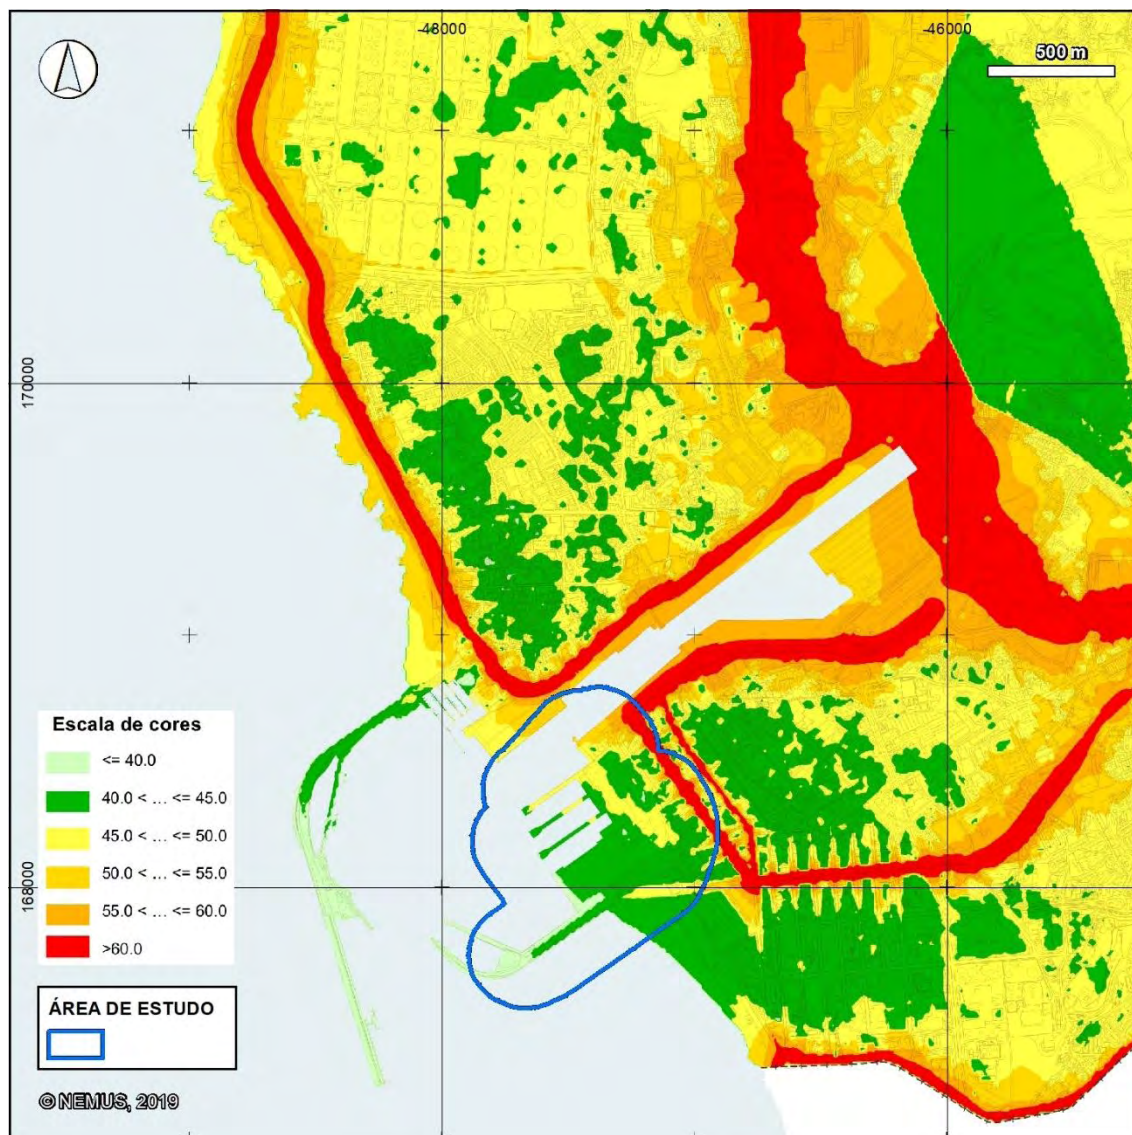 -48000
-46000
500 m
170000
168000
Escala de cores
<= 40.0
40.0 < ... <= 45.0
45.0 < ... <= 50.0
50.0 < ... <= 55.0
55.0 < ... <= 60.0
>60.0
ÁREA DE ESTUDO
© NEMUS, 2019